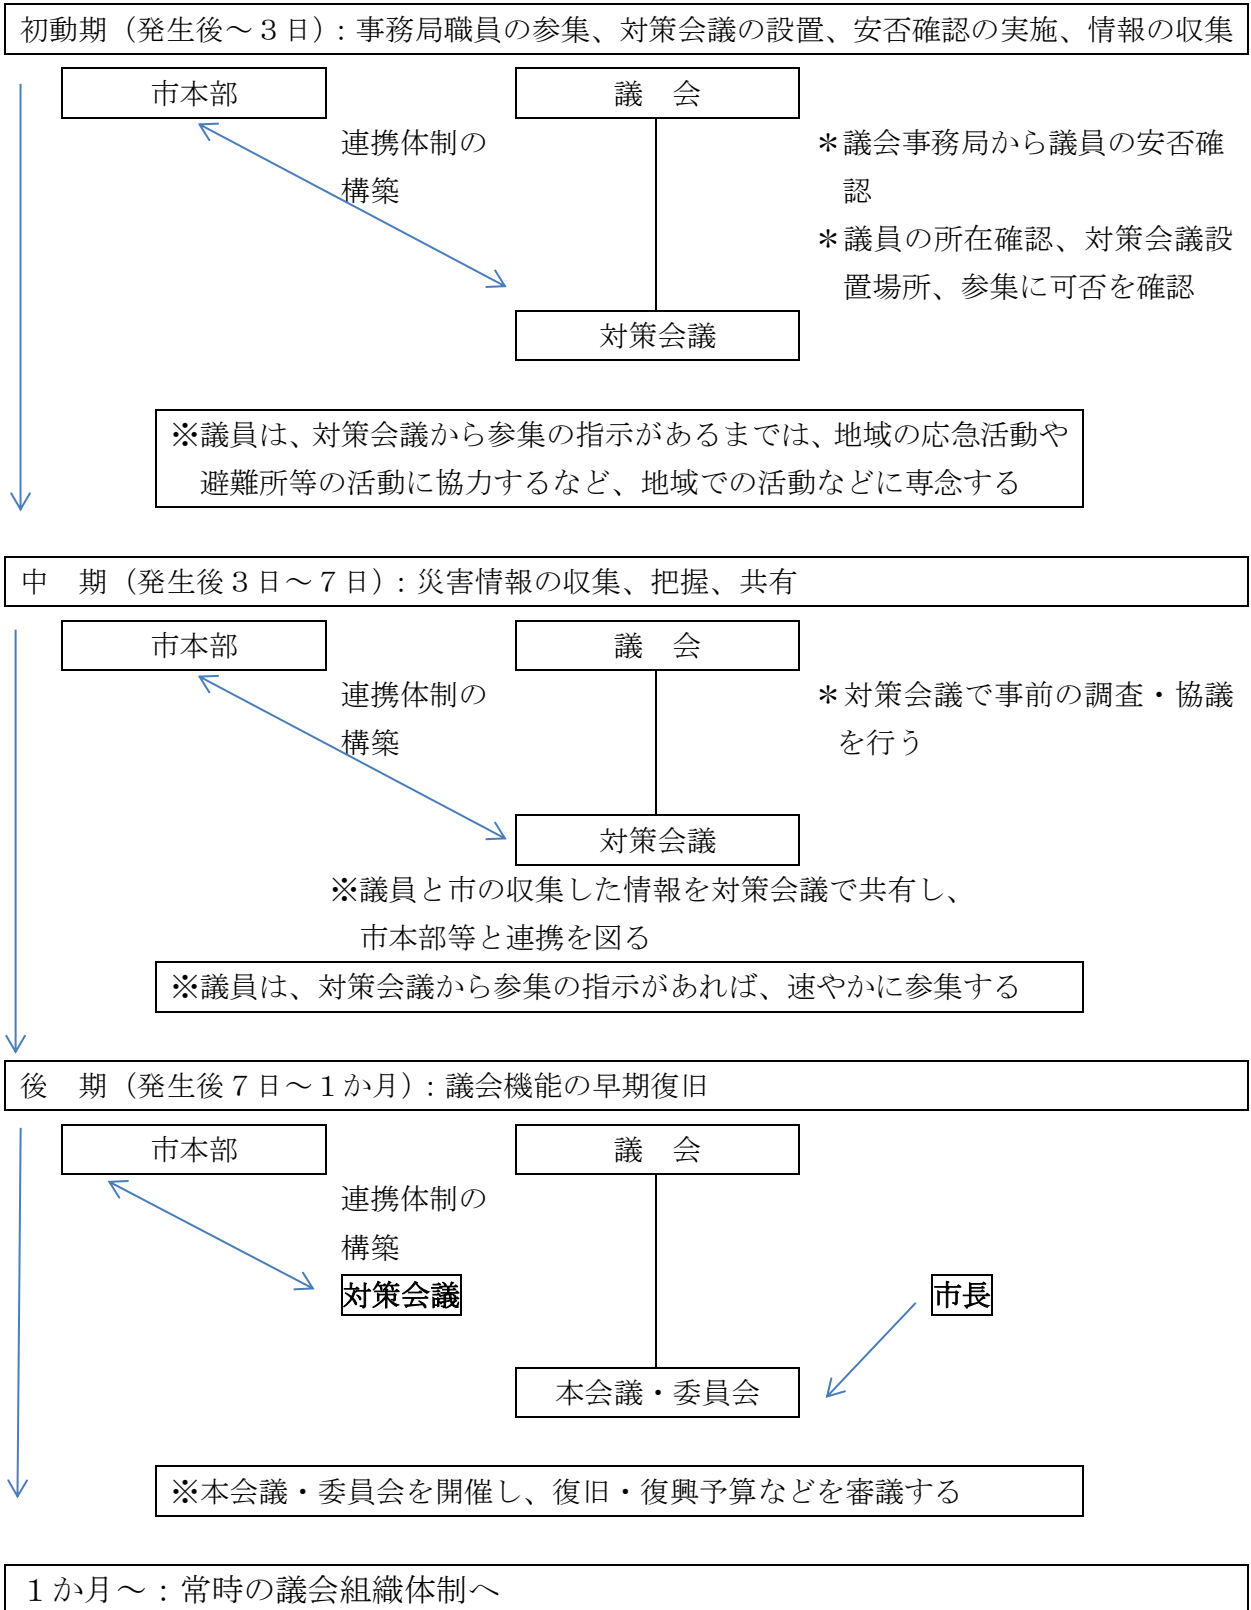 初動期（発生後～３日）：事務局職員の参集、対策会議の設置、安否確認の実施、情報の収集
市本部
議　会
連携体制の
構築
＊議会事務局から議員の安否確
認
＊議員の所在確認、対策会議設
置場所、参集に可否を確認
対策会議
※議員は、対策会議から参集の指示があるまでは、地域の応急活動や
避難所等の活動に協力するなど、地域での活動などに専念する
中　期（発生後３日～７日）：災害情報の収集、把握、共有
市本部
議　会
連携体制の
構築
＊対策会議で事前の調査・協議
を行う
対策会議
※議員と市の収集した情報を対策会議で共有し、
市本部等と連携を図る
※議員は、対策会議から参集の指示があれば、速やかに参集する
後　期（発生後７日～１か月）：議会機能の早期復旧
市本部
議　会
連携体制の
構築
対策会議
市長
本会議・委員会
※本会議・委員会を開催し、復旧・復興予算などを審議する
１か月～：常時の議会組織体制へ